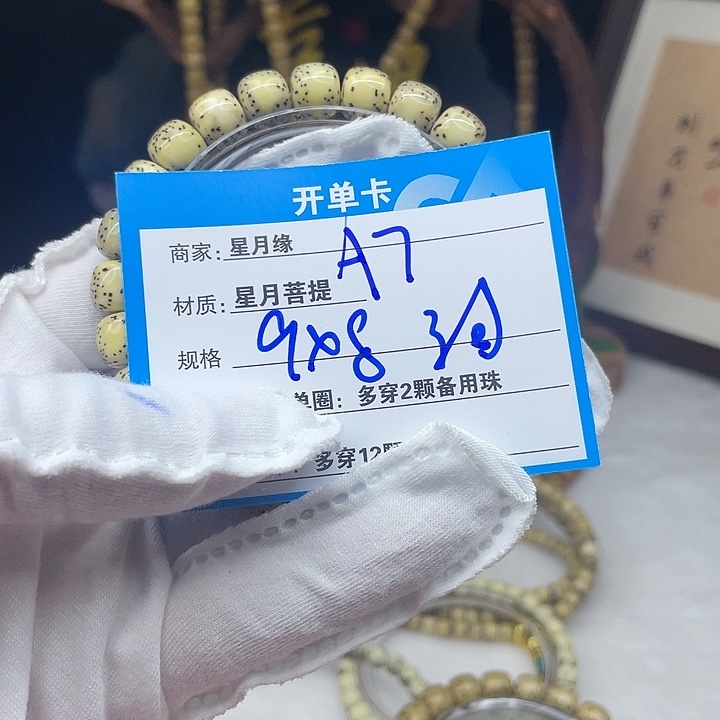 开单卡
商家：星月缘
A7
材质：星月菩提
规格 9x8
单圈：多穿2颗备用珠
多穿12颗